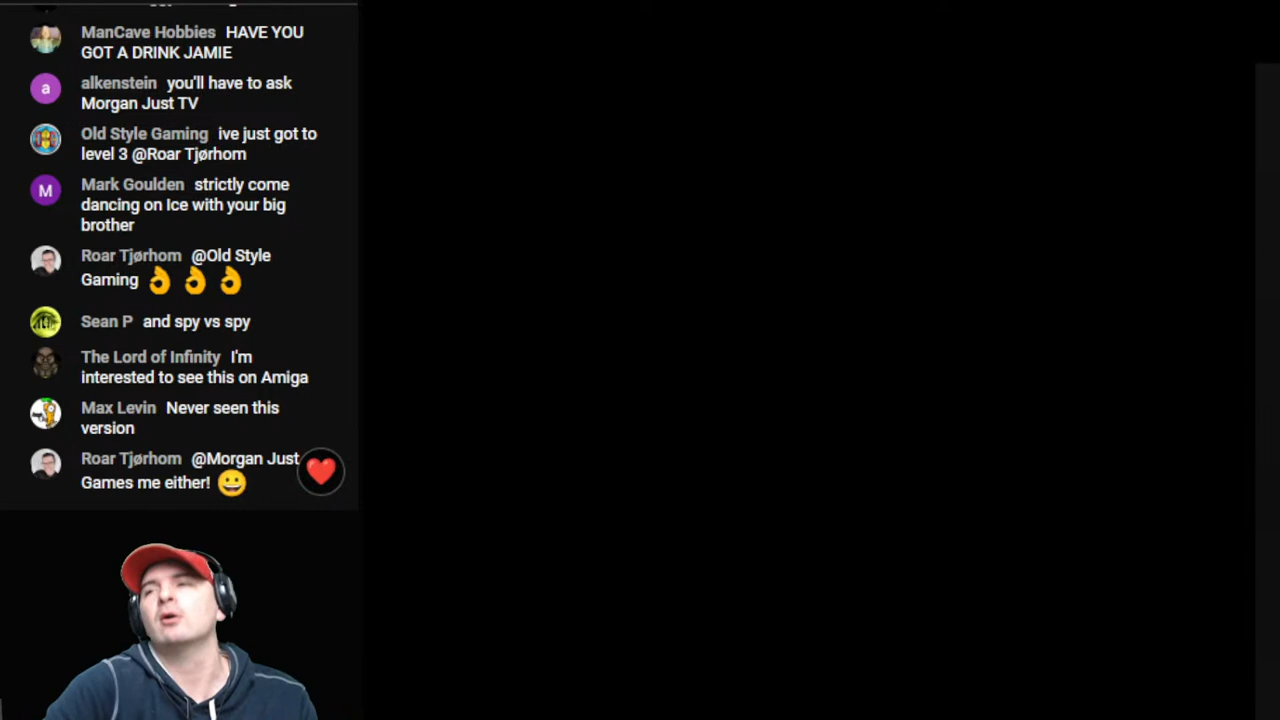 ManCave Hobbies HAVE YOU
GOT A DRINK JAMIE
a
alkenstein you'll have to ask
Morgan Just TV
Old Style Gaming ive just got to
level 3 @Roar Tjørhom
M
Mark Goulden strictly come
dancing on Ice with your big
brother
Roar Tjørhom @Old Style
Gaming 👌 👌 👌
Sean P and spy vs spy
The Lord of Infinity I'm
interested to see this on Amiga
Max Levin Never seen this
version
Roar Tjørhom @Morgan Just
Games me either! 😀